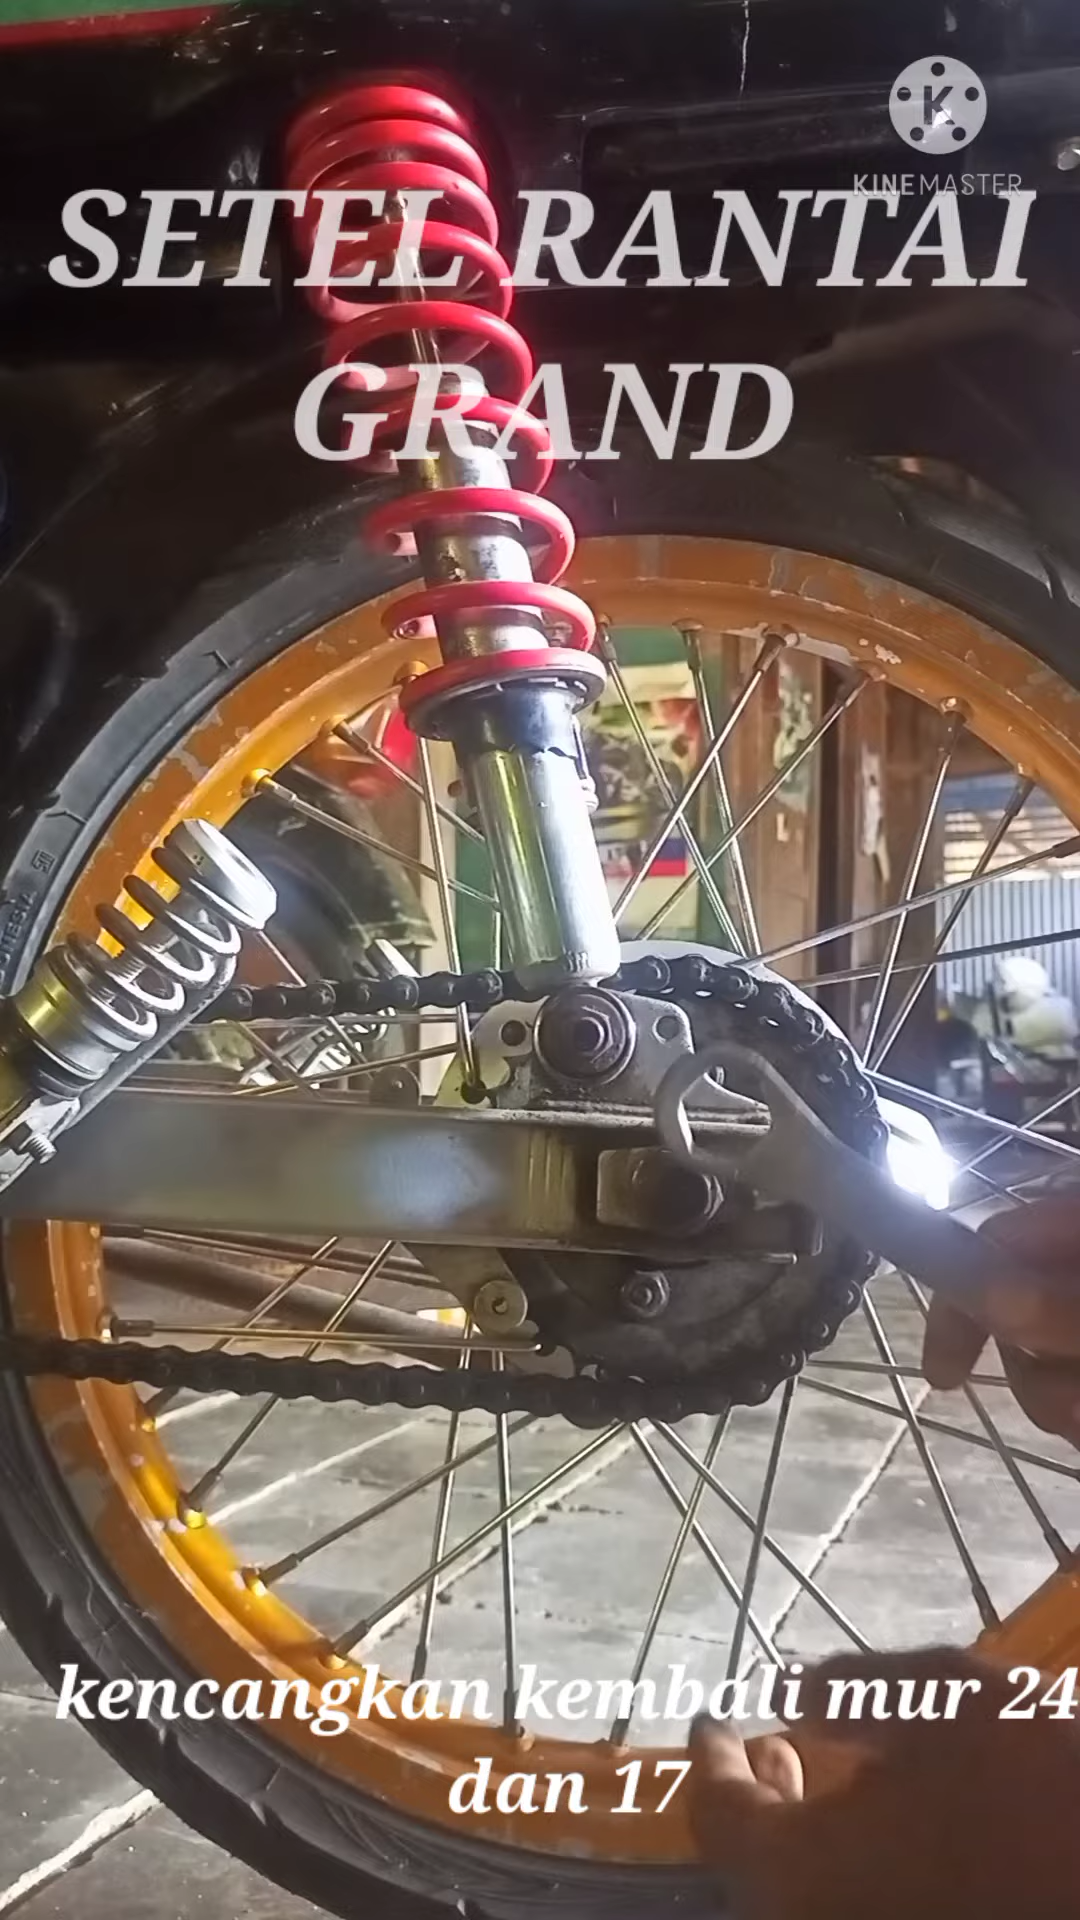 KINEMASTER
SETEL RANTAI
GRAND
kencangkan kembali mur 24
dan 17